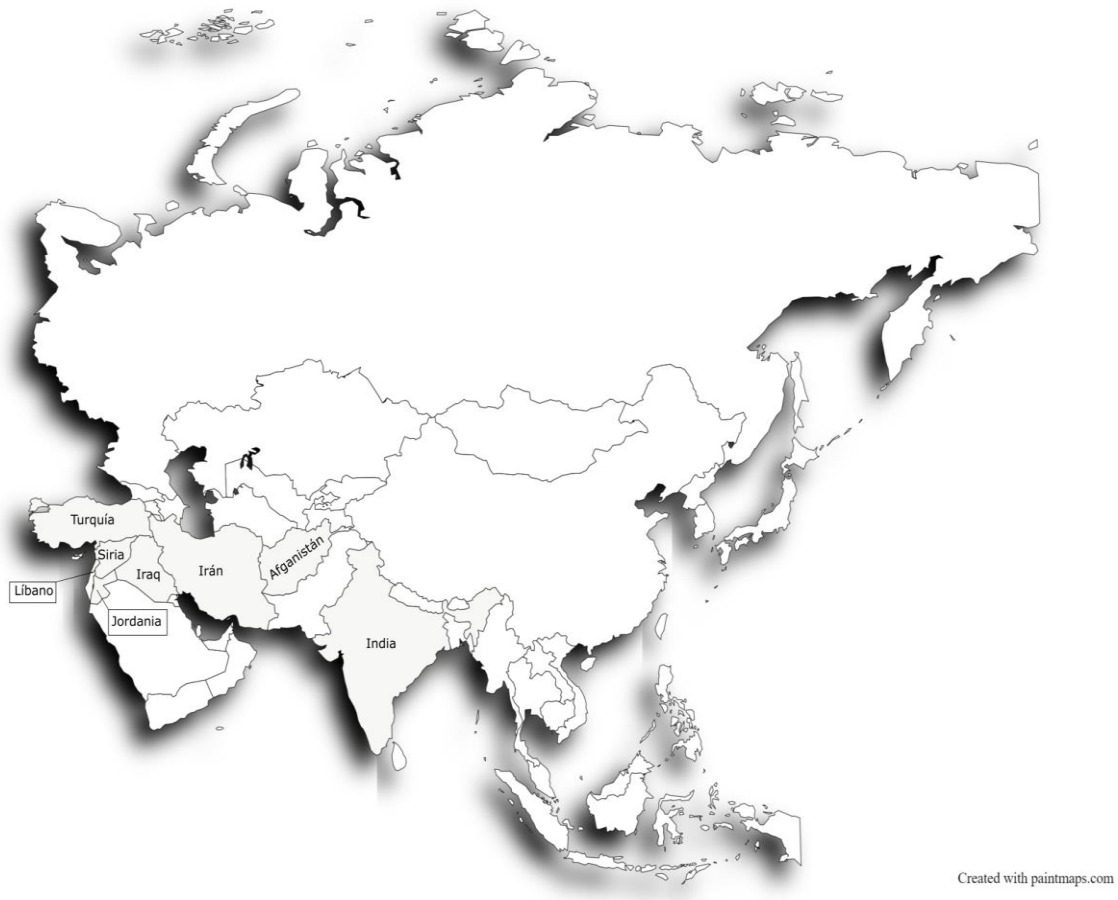 Turquía
Siria
Iraq
Irán
Afganistán
Líbano
Jordania
India
Created with paintmaps.com